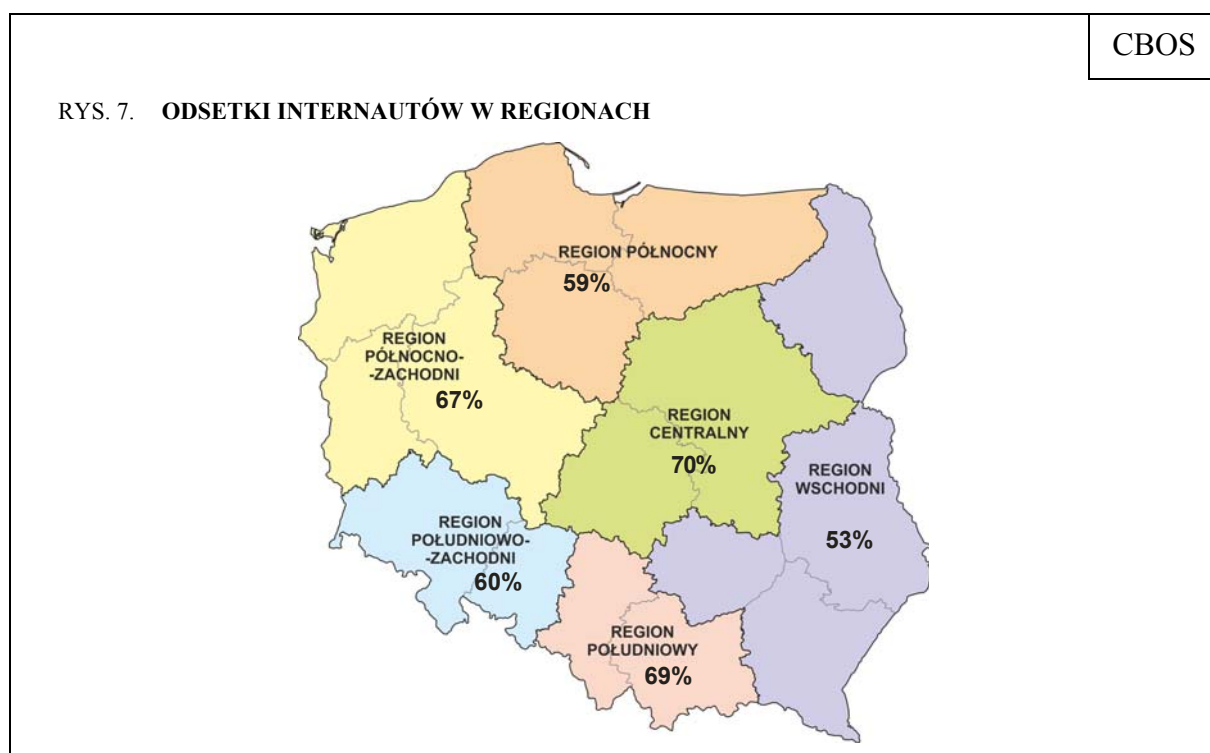 CBOS
RYS. 7. ODSETKI INTERNAUTÓW W REGIONACH
REGION PÓŁNOCNY
59%
REGION
PÓŁNOCNO-
-ZACHODNI
67%
REGION
CENTRALNY
70%
REGION
WSCHODNI
53%
REGION
POŁUDNIOWO-
-ZACHODNI
60%
REGION
POŁUDNIOWY
69%